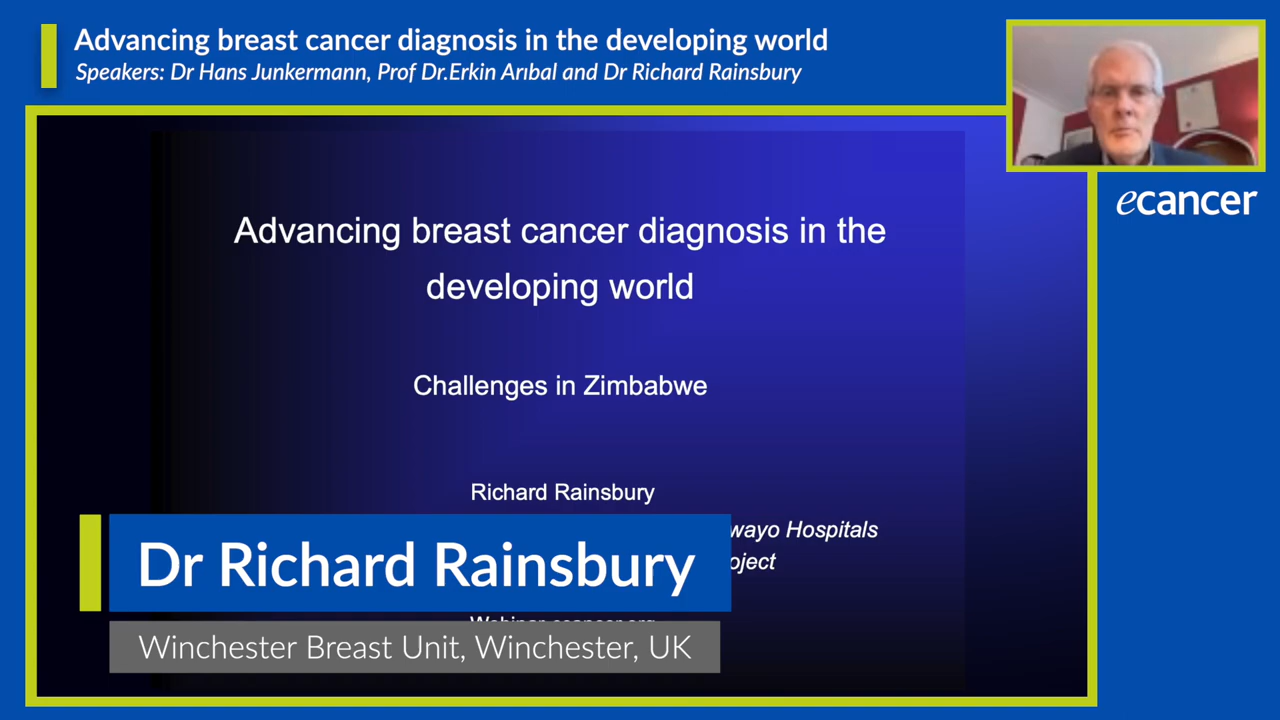 Advancing breast cancer diagnosis in the developing world
Speakers: Dr Hans Junkermann, Prof Dr.Erkin Arıbal and Dr Richard Rainsbury
ecancer
Advancing breast cancer diagnosis in the
developing world
Challenges in Zimbabwe
Richard Rainsbury
Hospitals
Dr Richard Rainsbury
Winchester Breast Unit, Winchester, UK